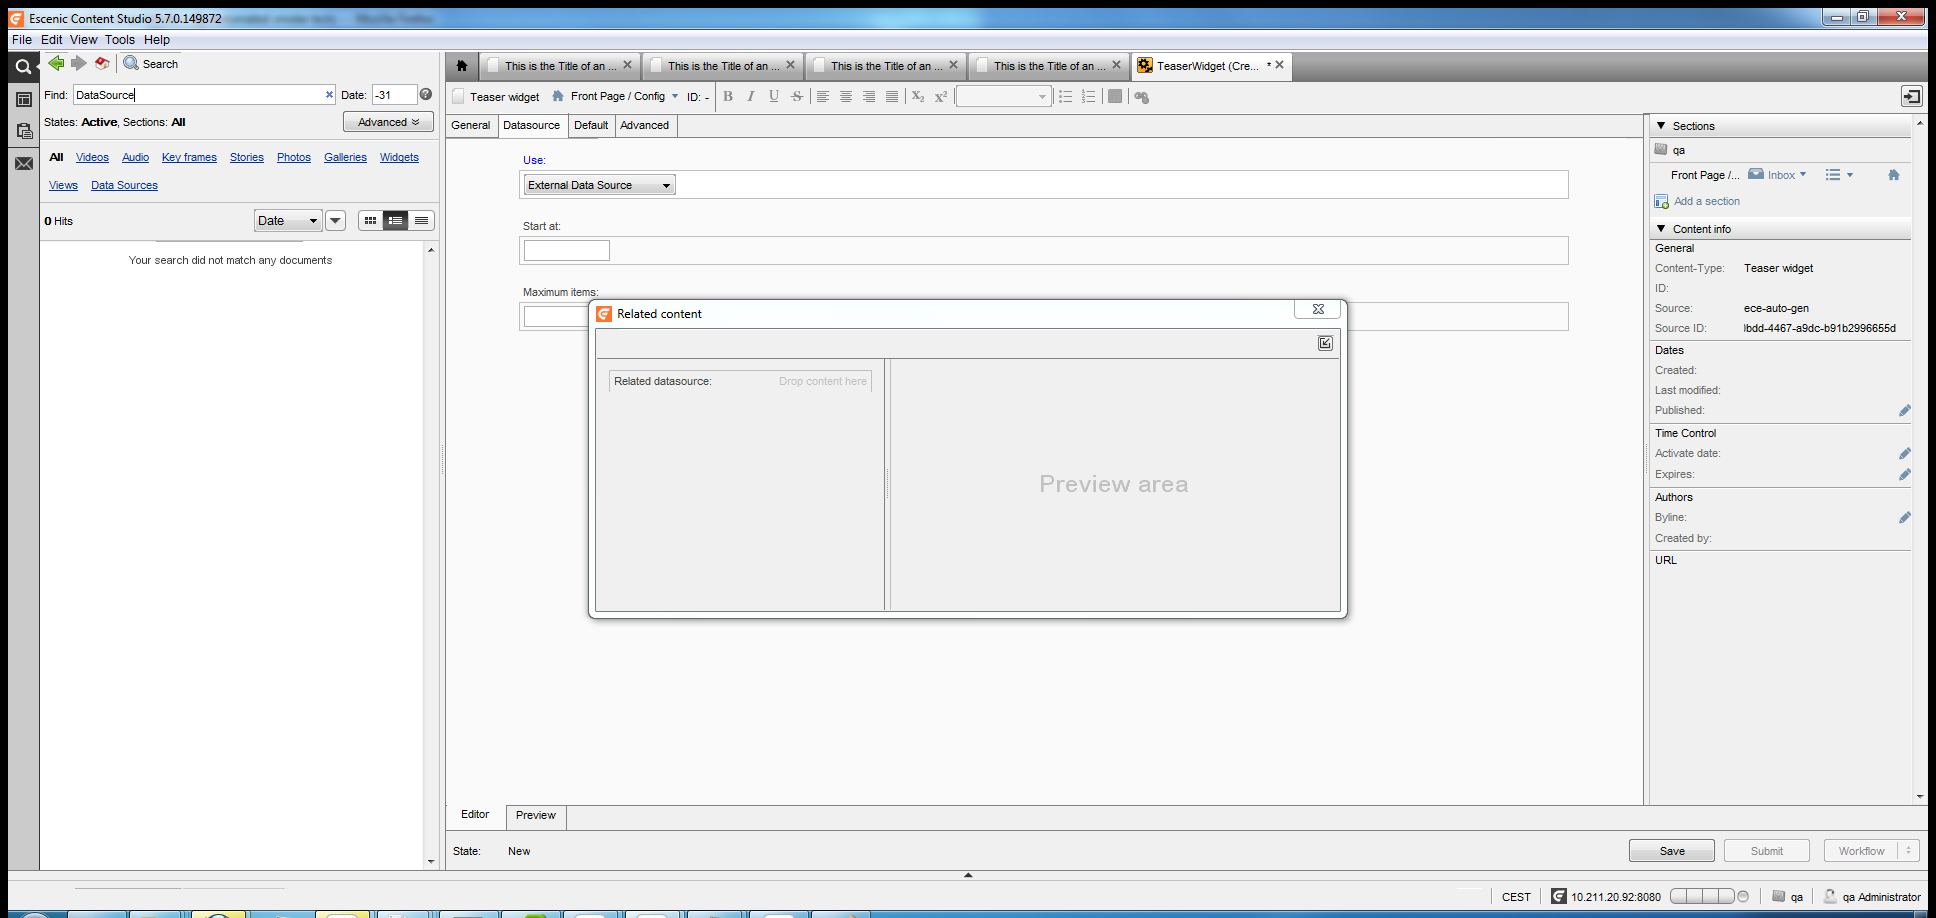 Escenic Content Studio 5.7.0.149872
File Edit View Tools Help
Search
Find: DataSource Date: -31
States: Active, Sections: All Advanced
All Videos Audio Key frames Stories Photos Galleries Widgets
Views Data Sources
0 Hits Date
Your search did not match any documents
This is the Title of an ... This is the Title of an ... This is the Title of an ... This is the Title of an ... TeaserWidget (Cre... *
Teaser widget Front Page / Config ID: - B I U S X2 X2
General Datasource Default Advanced
Use:
External Data Source
Start at:
Maximum items:
Related content
Related datasource: Drop content here
Preview area
Sections
qa
Front Page /... Inbox
Add a section
Content info
General
Content-Type: Teaser widget
ID:
Source: ece-auto-gen
Source ID: lbdd-4467-a9dc-b91b2996655d
Dates
Created:
Last modified:
Published:
Time Control
Activate date:
Expires:
Authors
Byline:
Created by:
URL
Editor Preview
State: New Save Submit Workflow
CEST 10.211.20.92:8080 qa qa Administrator